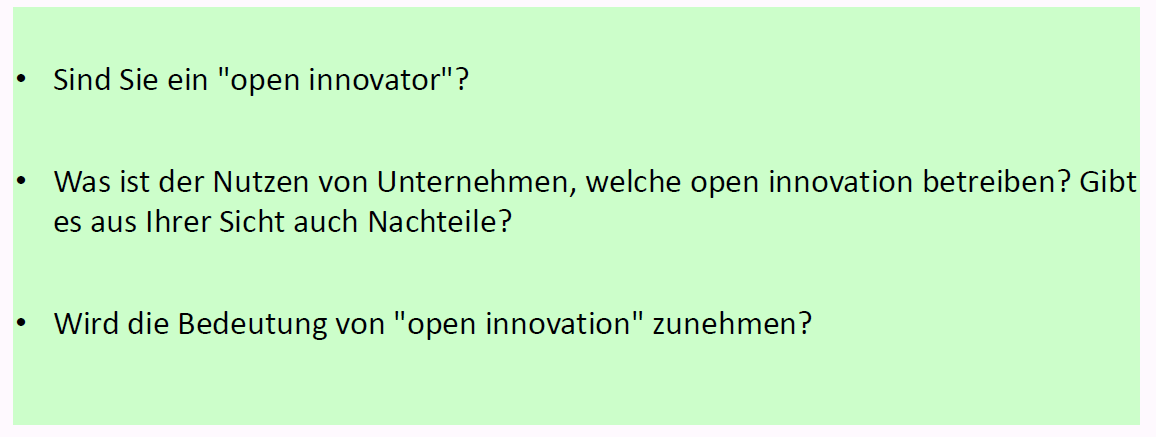 • Sind Sie ein "open innovator"?
• Was ist der Nutzen von Unternehmen, welche open innovation betreiben? Gibt
es aus Ihrer Sicht auch Nachteile?
• Wird die Bedeutung von "open innovation" zunehmen?